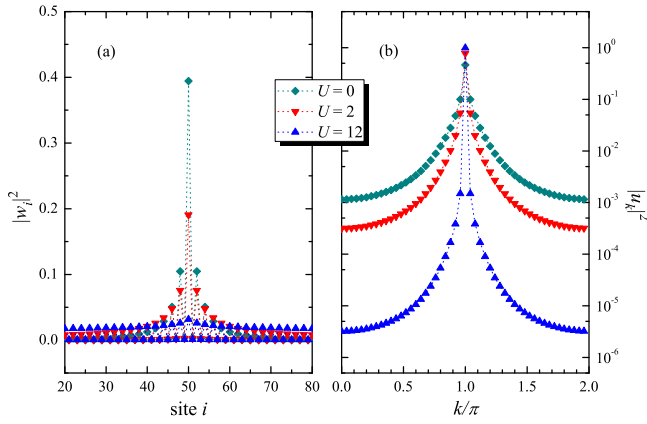 (a)
(b)
U = 0
U = 2
U = 12
|w_i|^2
0.5
0.4
0.3
0.2
0.1
0.0
20 30 40 50 60 70 80
site i
|u_k|^2
10^0
10^-1
10^-2
10^-3
10^-4
10^-5
10^-6
0.0 0.5 1.0 1.5 2.0
k/π